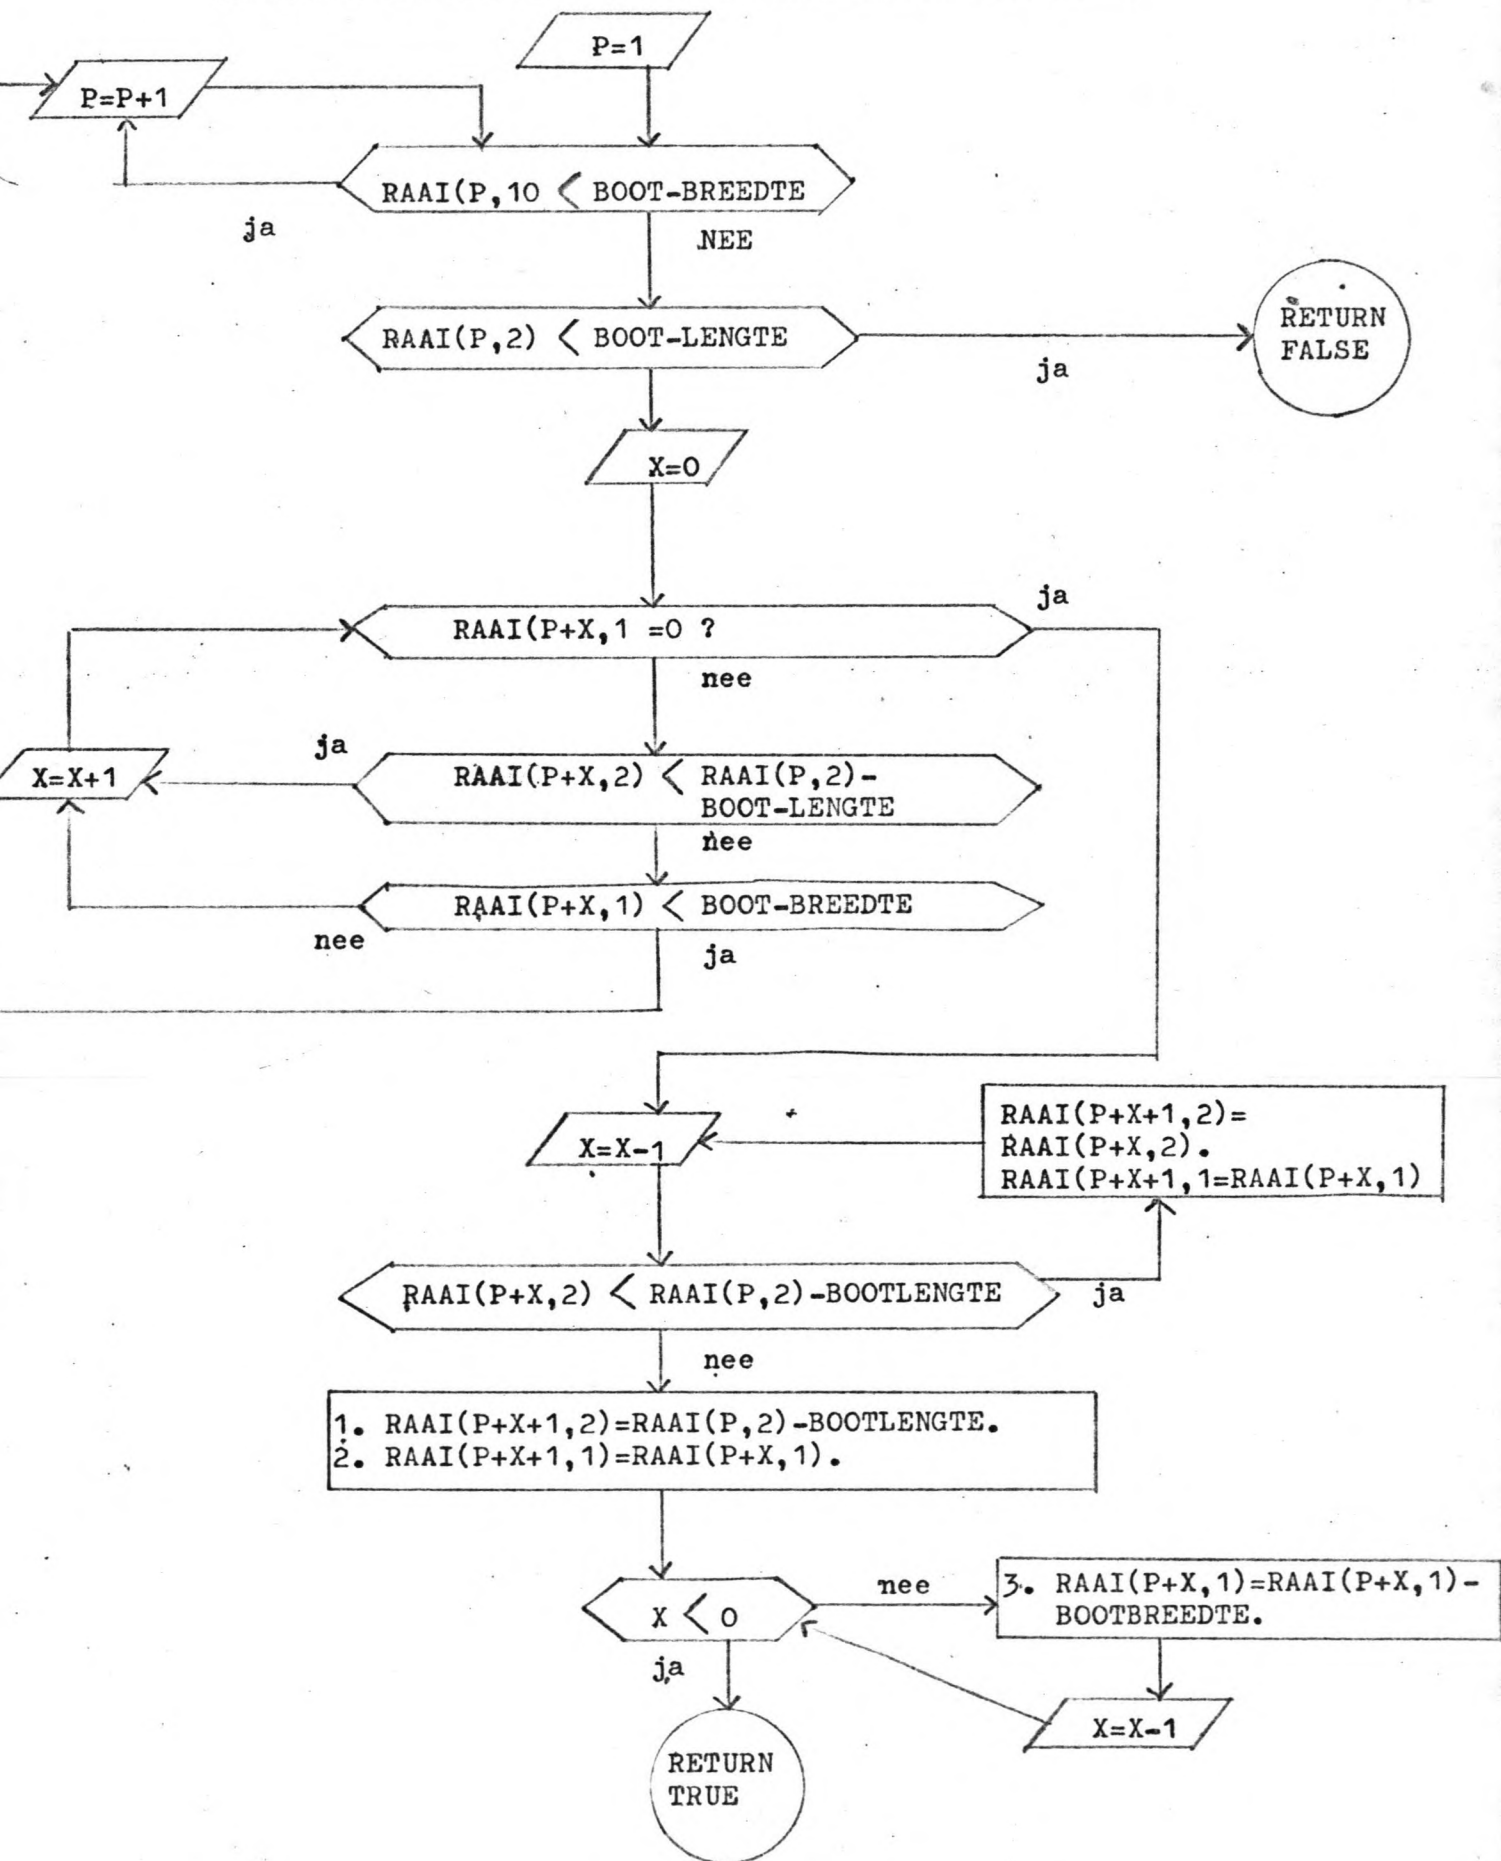 P=1
P=P+1
RAAI(P,10 < BOOT-BREEDTE
ja
NEE
RAAI(P,2) < BOOT-LENGTE
ja
RETURN
FALSE
X=0
RAAI(P+X,1 =0 ?
ja
nee
X=X+1
ja
RAAI(P+X,2) < RAAI(P,2)-
BOOT-LENGTE
nee
RAAI(P+X,1) < BOOT-BREEDTE
nee
ja
X=X-1
RAAI(P+X+1,2)=
RAAI(P+X,2).
RAAI(P+X+1,1=RAAI(P+X,1)
RAAI(P+X,2) < RAAI(P,2)-BOOTLENGTE
ja
nee
1. RAAI(P+X+1,2)=RAAI(P,2)-BOOTLENGTE.
2. RAAI(P+X+1,1)=RAAI(P+X,1).
X < 0
nee
3. RAAI(P+X,1)=RAAI(P+X,1)-
BOOTBREEDTE.
ja
X=X-1
RETURN
TRUE